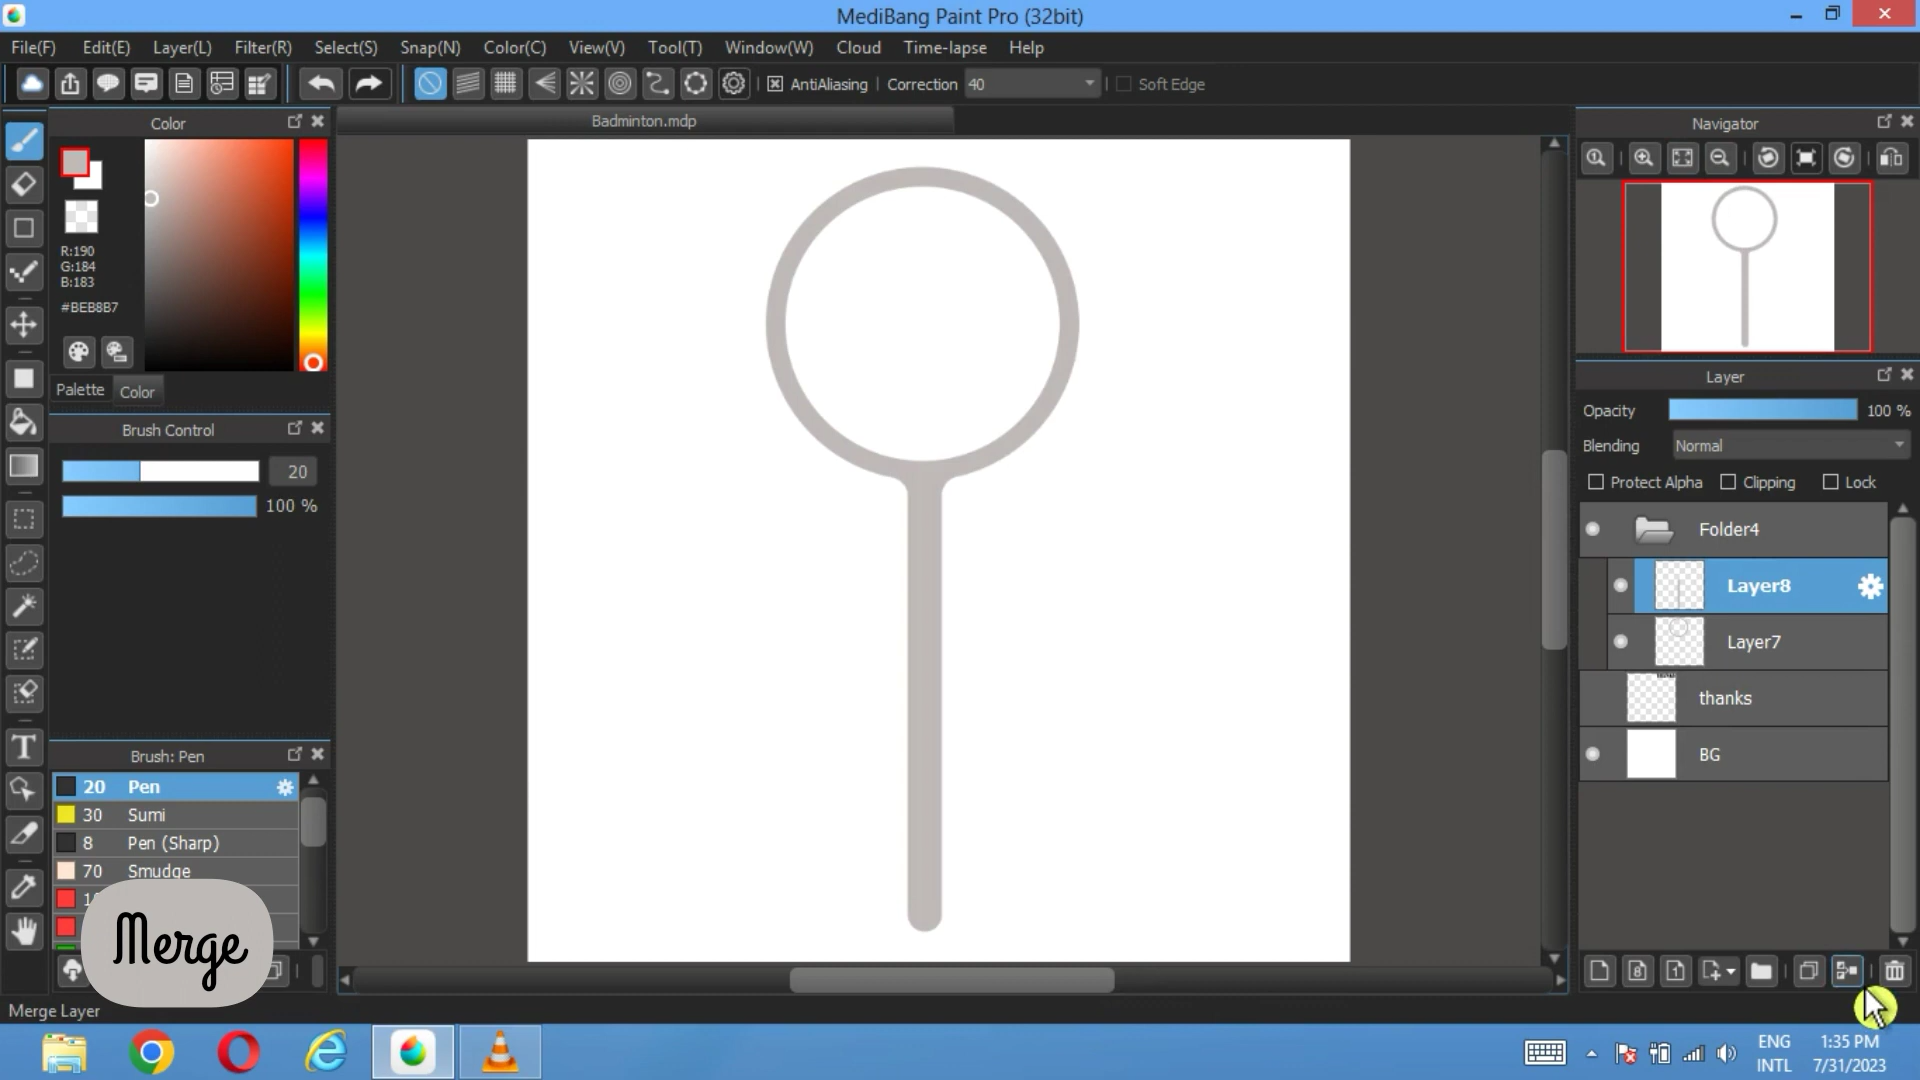 MediBang Paint Pro (32bit)
File(F) Edit(E) Layer(L) Filter(R) Select(S) Snap(N) Color(C) View(V) Tool(T) Window(W) Cloud Time-lapse Help
AntiAliasing Correction 40 Soft Edge
Color
Badminton.mdp
Navigator
R:190
G:184
B:183
#BEB8B7
Palette Color
Brush Control
20
100 %
Layer
Opacity 100 %
Blending Normal
Protect Alpha Clipping Lock
Folder4
Layer8
Layer7
thanks
BG
Brush: Pen
20 Pen
30 Sumi
8 Pen (Sharp)
70 Smudge
Merge
Merge Layer
ENG
INTL
1:35 PM
7/31/2023